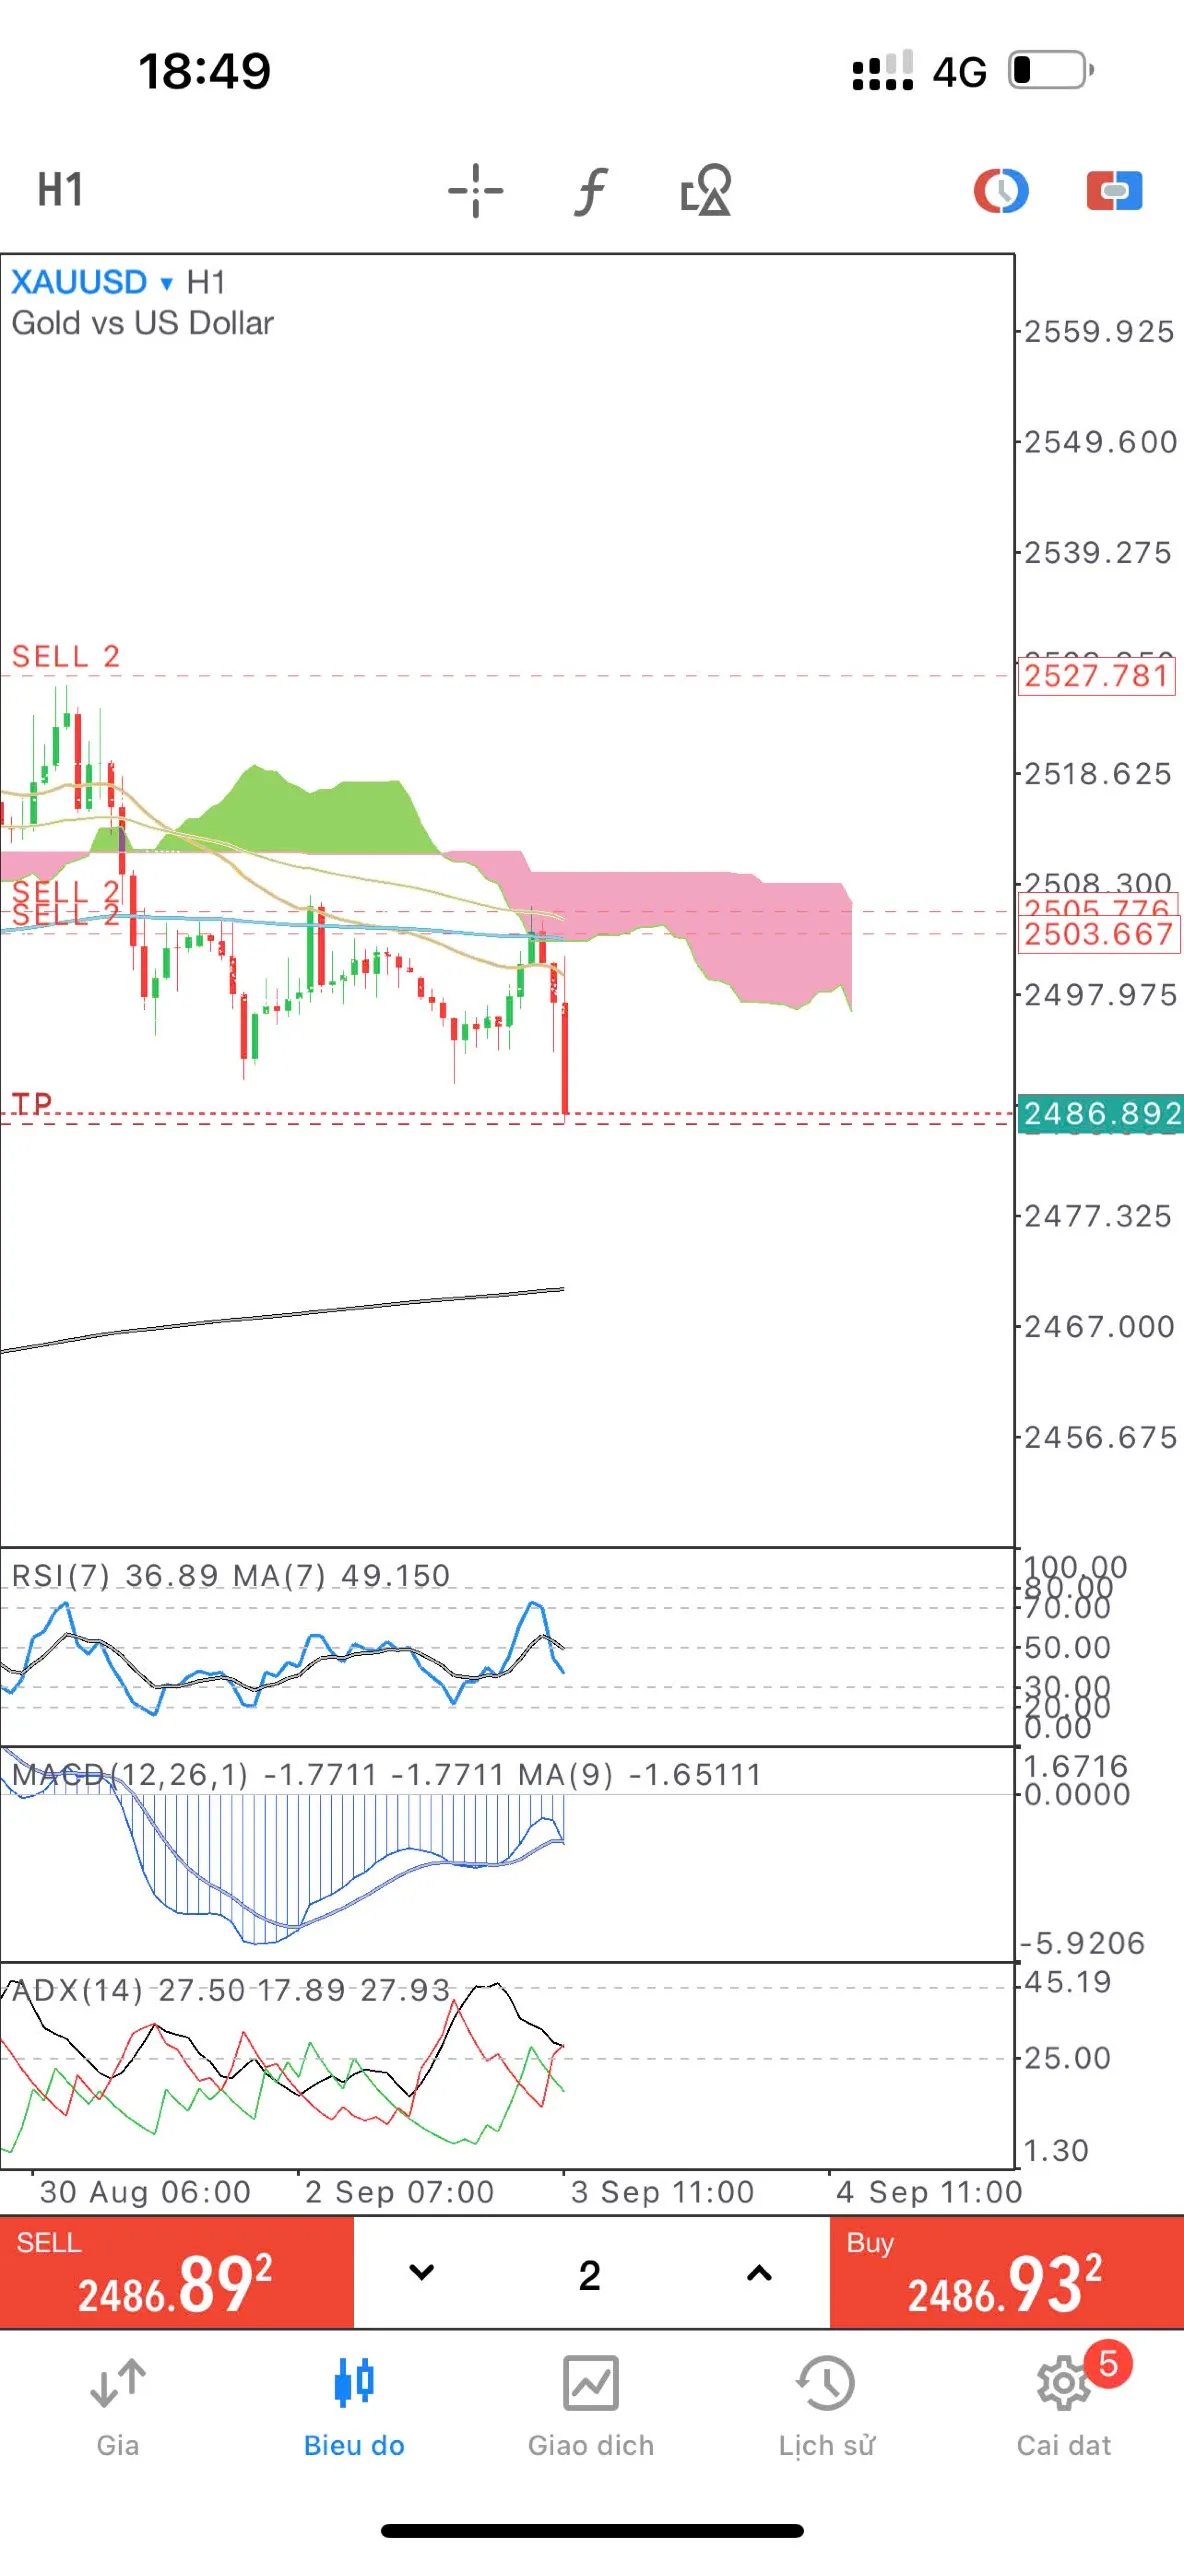 18:49
4G
H1
XAUUSD ▾ H1
Gold vs US Dollar
2559.925
2549.600
2539.275
SELL 2
2527.781
2518.625
2508.300
SELL 2
2505.776
SELL 2
2503.667
2497.975
TP
2486.892
2477.325
2467.000
2456.675
RSI(7) 36.89 MA(7) 49.150
100.00
80.00
70.00
50.00
30.00
20.00
0.00
MACD(12,26,1) -1.7711 -1.7711 MA(9) -1.65111
1.6716
0.0000
-5.9206
ADX(14) 27.50 17.89 27.93
45.19
25.00
1.30
30 Aug 06:00 2 Sep 07:00 3 Sep 11:00 4 Sep 11:00
SELL
2486.892
2
Buy
2486.932
5
Gia Bieu do Giao dich Lịch sử Cai dat